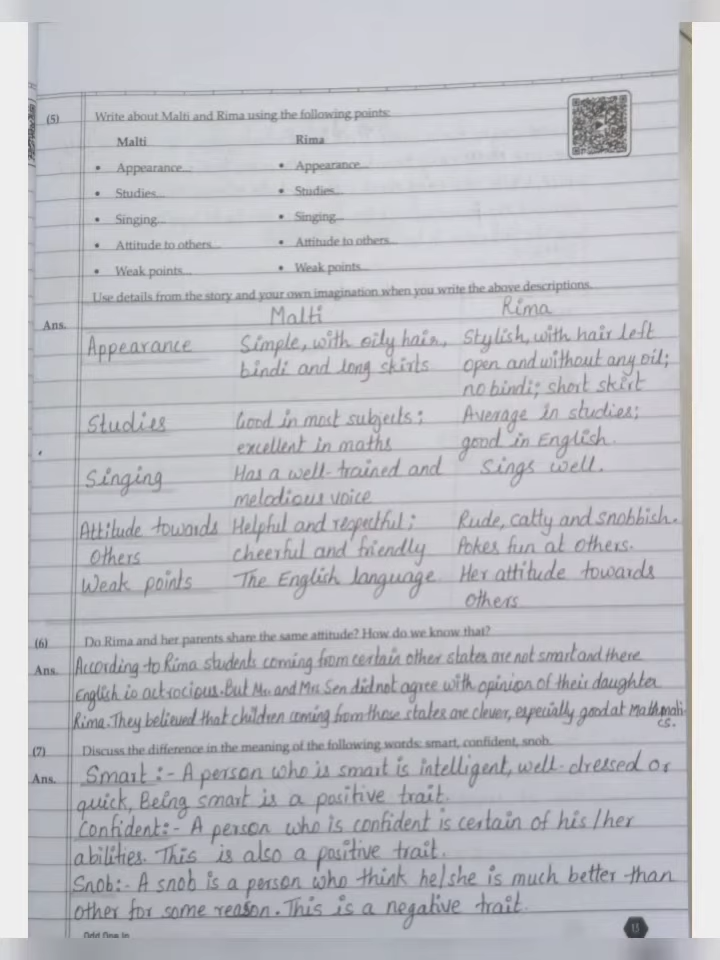 (5) Write about Malti and Rima using the following points:
Malti Rima
• Appearance... • Appearance...
• Studies... • Studies...
• Singing... • Singing...
• Attitude to others... • Attitude to others...
• Weak points... • Weak points...
Use details from the story and your own imagination when you write the above descriptions.
Ans. Malti Rima
Appearance Simple, with oily hair, Stylish, with hair left
bindi and long skirts open and without any oil;
no bindi; short skirt
Studies Good in most subjects; Average in studies;
excellent in maths good in English.
Singing Has a well-trained and Sings well.
melodious voice
Attitude towards Helpful and respectful; Rude, catty and snobbish.
Others cheerful and friendly Pokes fun at others.
Weak points The English language Her attitude towards
others
(6) Do Rima and her parents share the same attitude? How do we know that?
Ans. According to Rima students coming from certain other states are not smart and there
English is actrocious. But Mr. and Mrs Sen did not agree with opinion of their daughter
Rima. They believed that children coming from those states are clever, especially good at Mathmati-
cs.
(7) Discuss the difference in the meaning of the following words: smart, confident, snob.
Ans. Smart :- A person who is smart is intelligent, well-dressed or
quick, Being smart is a positive trait.
Confident:- A person who is confident is certain of his/her
abilities. This is also a positive trait.
Snob:- A snob is a person who think he/she is much better than
other for some reason. This is a negative trait.
Odd One In 13